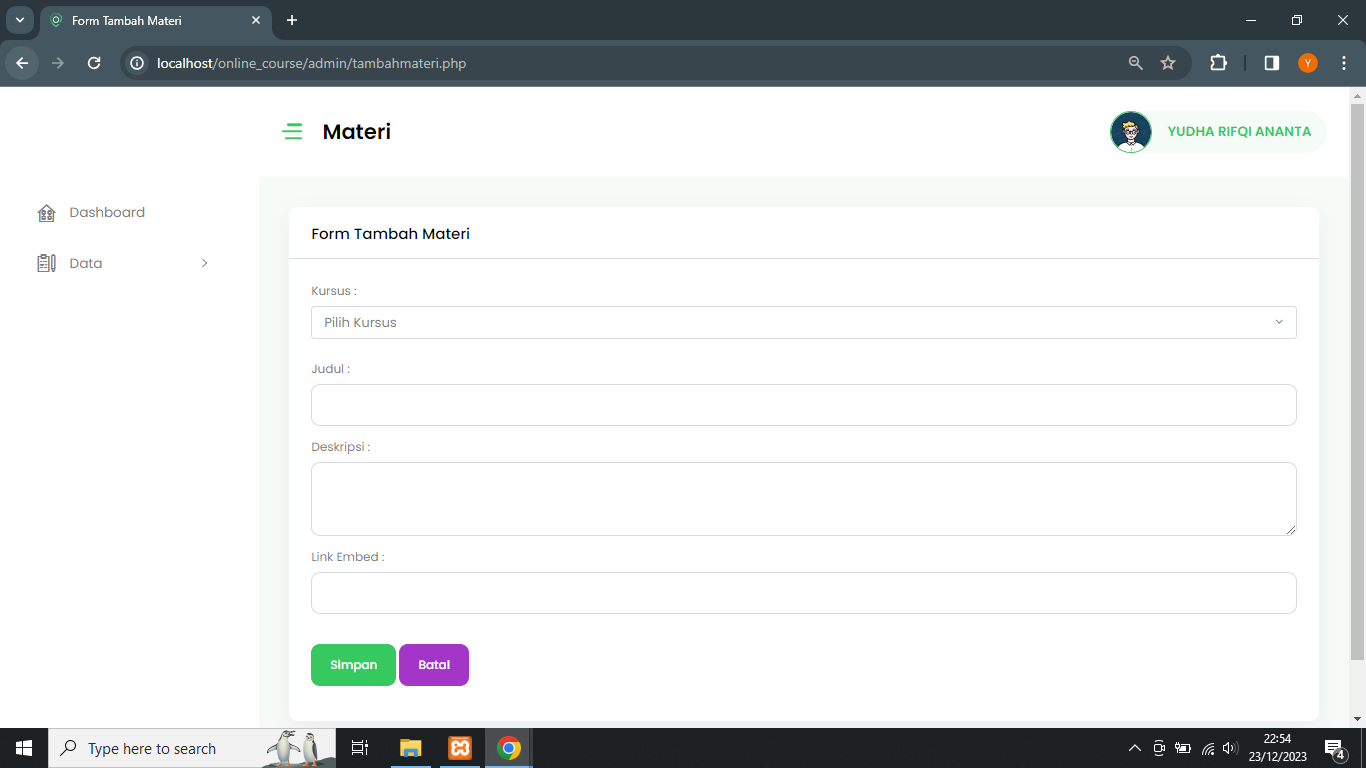 Form Tambah Materi
localhost/online_course/admin/tambahmateri.php
Y
Materi
YUDHA RIFQI ANANTA
Dashboard
Data
Form Tambah Materi
Kursus :
Pilih Kursus
Judul :
Deskripsi :
Link Embed :
Simpan Batal
Type here to search
22:54
23/12/2023
4